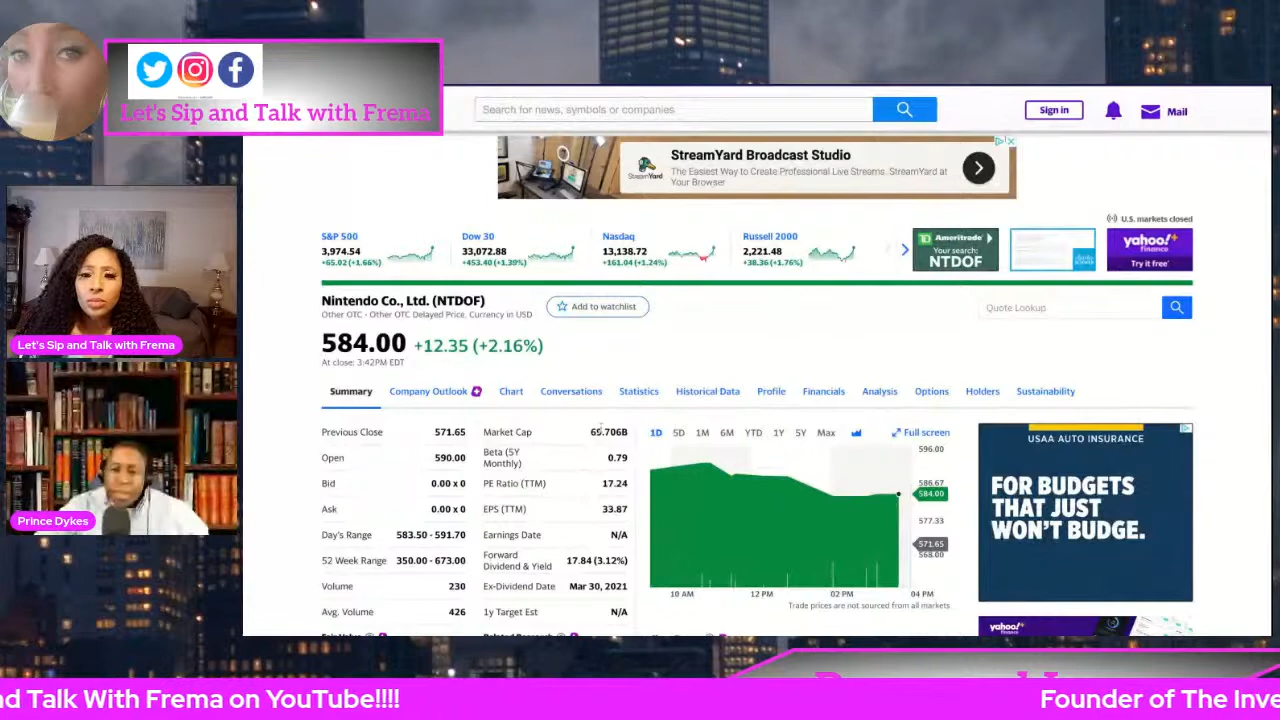 Let's Sip and Talk with Frema
Search for news, symbols or companies
Sign in
Mail
StreamYard
StreamYard Broadcast Studio
The Easiest Way to Create Professional Live Streams. StreamYard in
Your Browser
U.S. markets closed
S&P 500
3,974.54
+65.02 (+1.66%)
Dow 30
33,072.88
+453.40 (+1.39%)
Nasdaq
13,138.72
+161.04 (+1.24%)
Russell 2000
2,221.48
+38.36 (+1.76%)
Ameritrade
Your search:
NTDOF
yahoo!
finance
Try it free
Nintendo Co., Ltd. (NTDOF)
Other OTC - Other OTC Delayed Price. Currency in USD
Add to watchlist
Quote Lookup
584.00 +12.35 (+2.16%)
At close: 3:42PM EDT
Summary Company Outlook Chart Conversations Statistics Historical Data Profile Financials Analysis Options Holders Sustainability
Previous Close 571.65
Open 590.00
Bid 0.00 x 0
Ask 0.00 x 0
Day's Range 583.50 - 591.70
52 Week Range 350.00 - 673.00
Volume 230
Avg. Volume 426
Market Cap 69.706B
Beta (5Y
Monthly) 0.79
PE Ratio (TTM) 17.24
EPS (TTM) 33.87
Earnings Date N/A
Forward
Dividend & Yield 17.84 (3.12%)
Ex-Dividend Date Mar 30, 2021
1y Target Est N/A
1D 5D 1M 6M YTD 1Y 5Y Max
Full screen
596.00
586.67
584.00
577.33
571.65
568.00
10 AM 12 PM 02 PM 04 PM
Trade prices are not sourced from all markets
USAA AUTO INSURANCE
FOR BUDGETS
THAT JUST
WON'T BUDGE.
yahoo!
finance
Let's Sip and Talk with Frema
Prince Dykes
nd Talk With Frema on YouTube!!!!
Founder of The Inve